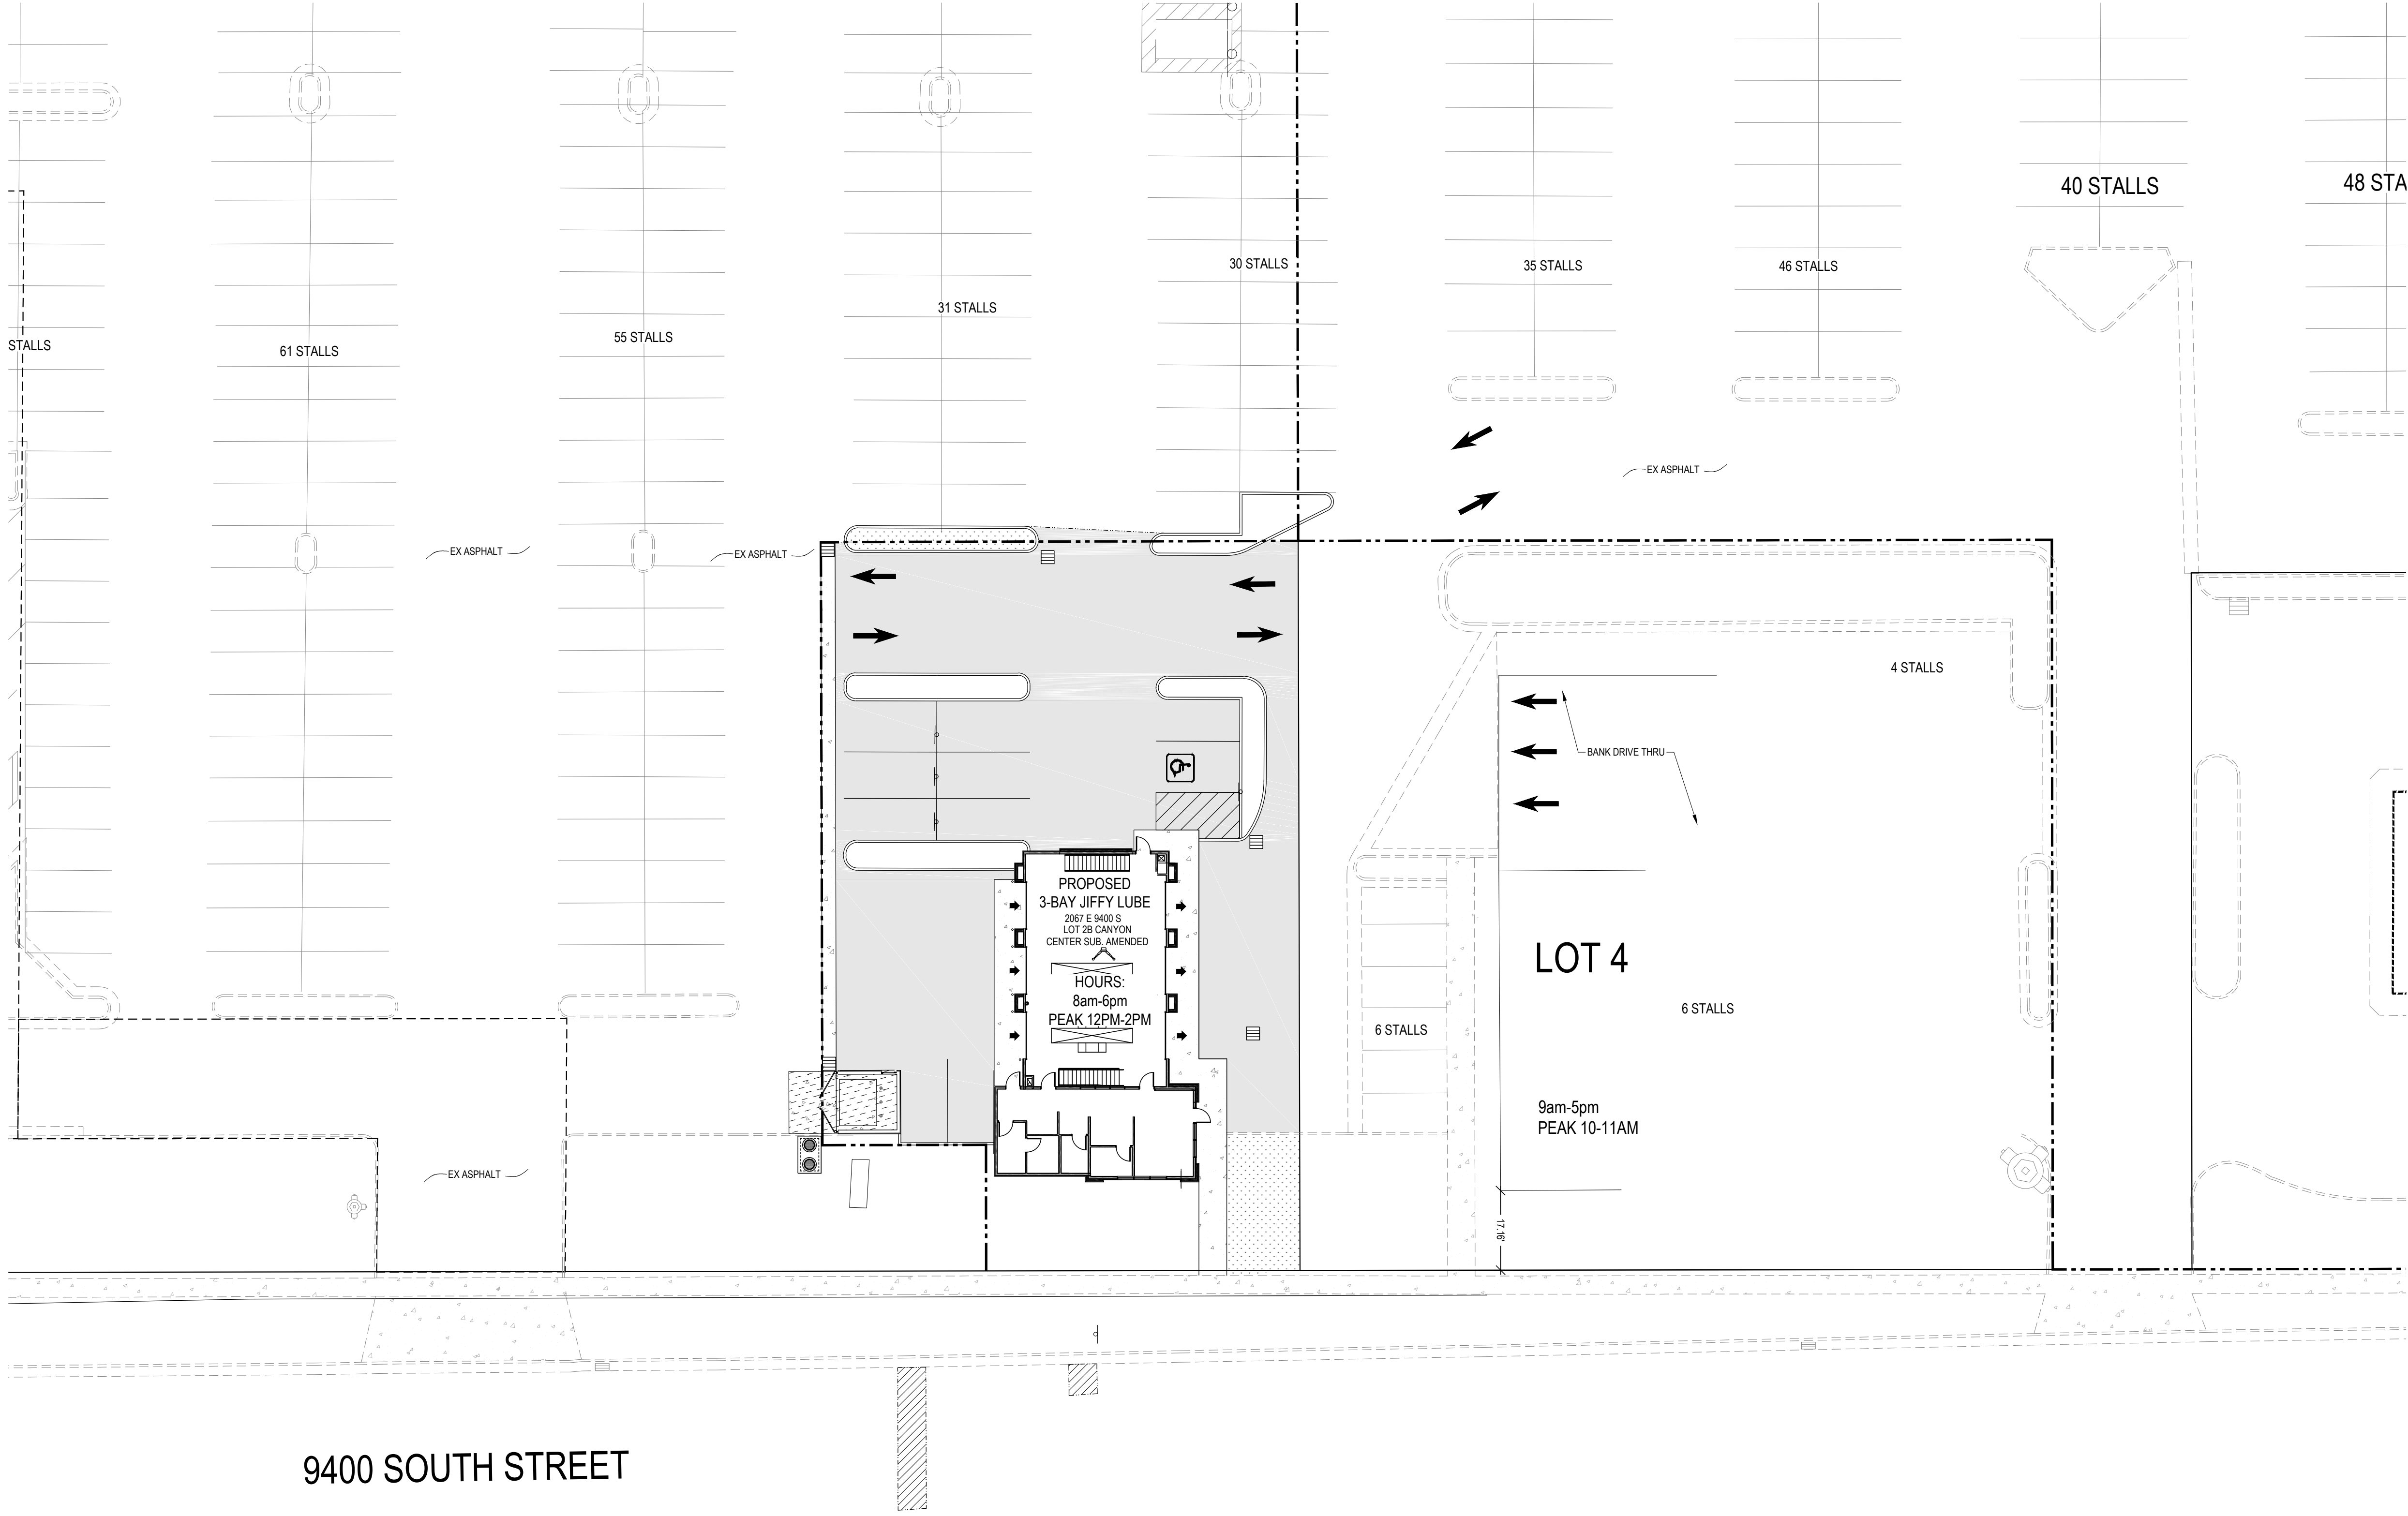 40 STALLS
48 STA
30 STALLS
35 STALLS
46 STALLS
31 STALLS
55 STALLS
STALLS
61 STALLS
EX ASPHALT
EX ASPHALT
EX ASPHALT
4 STALLS
BANK DRIVE THRU
PROPOSED
3-BAY JIFFY LUBE
2067 E 9400 S
LOT 2B CANYON
CENTER SUB. AMENDED
HOURS:
8am-6pm
PEAK 12PM-2PM
LOT 4
6 STALLS
6 STALLS
9am-5pm
PEAK 10-11AM
EX ASPHALT
17.16'
9400 SOUTH STREET